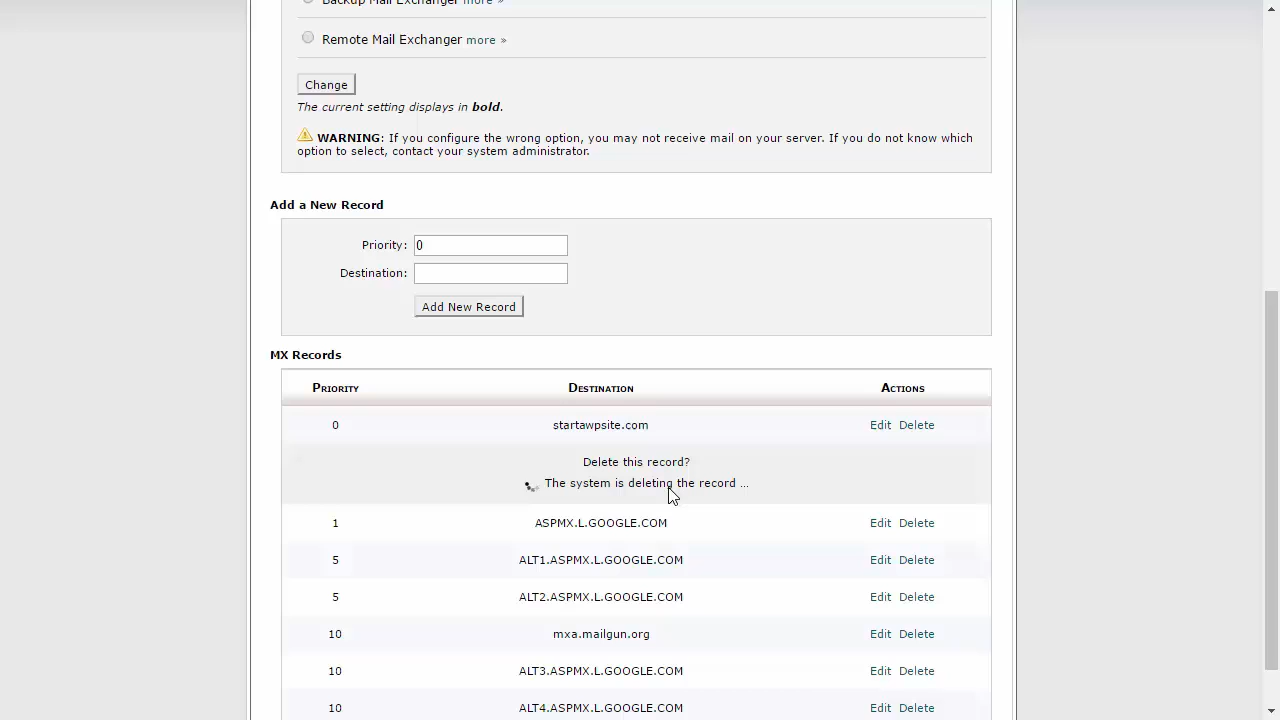 Backup Mail Exchanger more »
Remote Mail Exchanger more »
Change
The current setting displays in bold.
WARNING: If you configure the wrong option, you may not receive mail on your server. If you do not know which
option to select, contact your system administrator.
Add a New Record
Priority: 0
Destination:
Add New Record
MX Records
Priority Destination Actions
0 startawpsite.com Edit Delete
Delete this record?
The system is deleting the record ...
1 ASPMX.L.GOOGLE.COM Edit Delete
5 ALT1.ASPMX.L.GOOGLE.COM Edit Delete
5 ALT2.ASPMX.L.GOOGLE.COM Edit Delete
10 mxa.mailgun.org Edit Delete
10 ALT3.ASPMX.L.GOOGLE.COM Edit Delete
10 ALT4.ASPMX.L.GOOGLE.COM Edit Delete